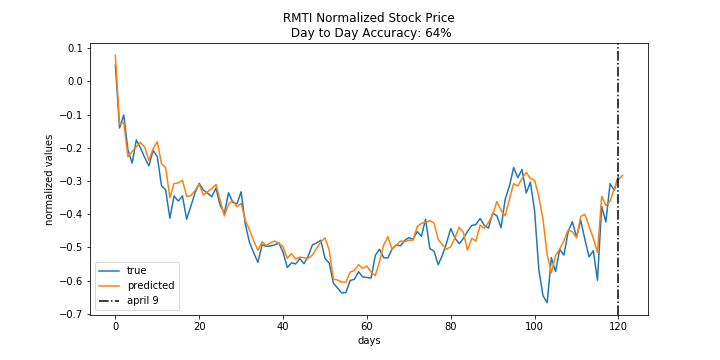 RMTI Normalized Stock Price
Day to Day Accuracy: 64%
normalized values
0.1
0.0
−0.1
−0.2
−0.3
−0.4
−0.5
−0.6
−0.7
true
predicted
april 9
0 20 40 60 80 100 120
days